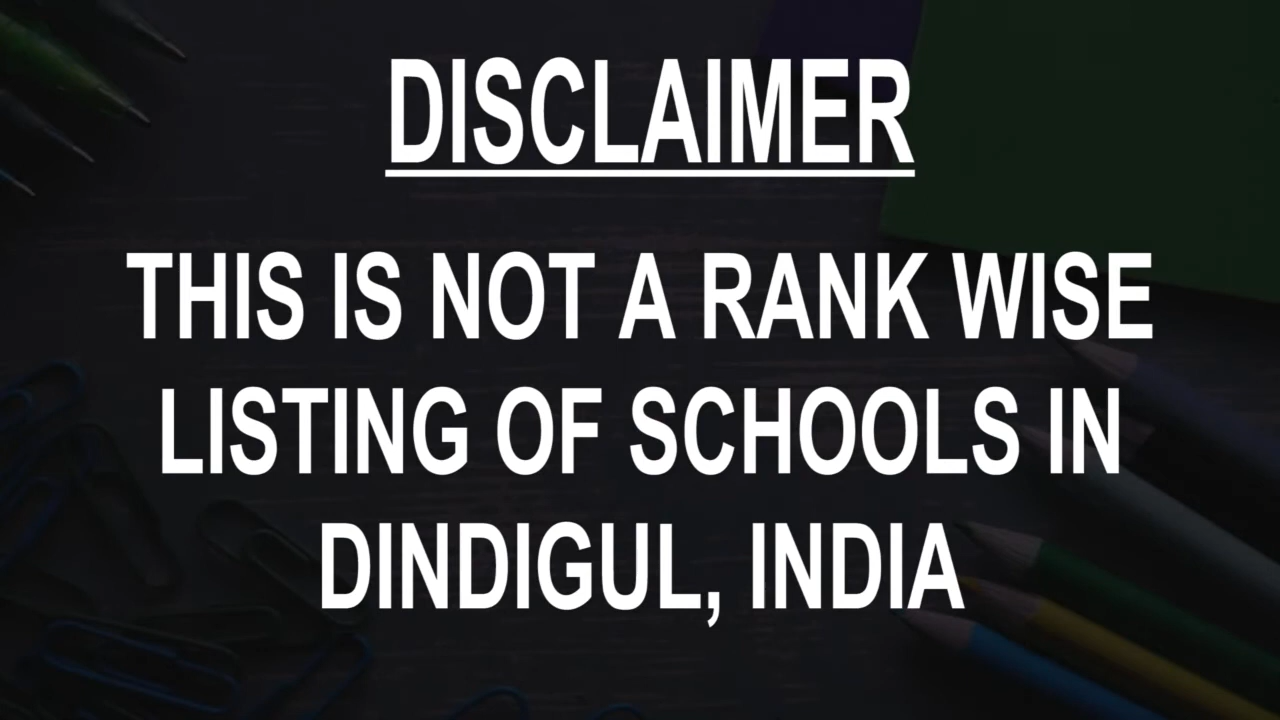 DISCLAIMER
THIS IS NOT A RANK WISE
LISTING OF SCHOOLS IN
DINDIGUL, INDIA